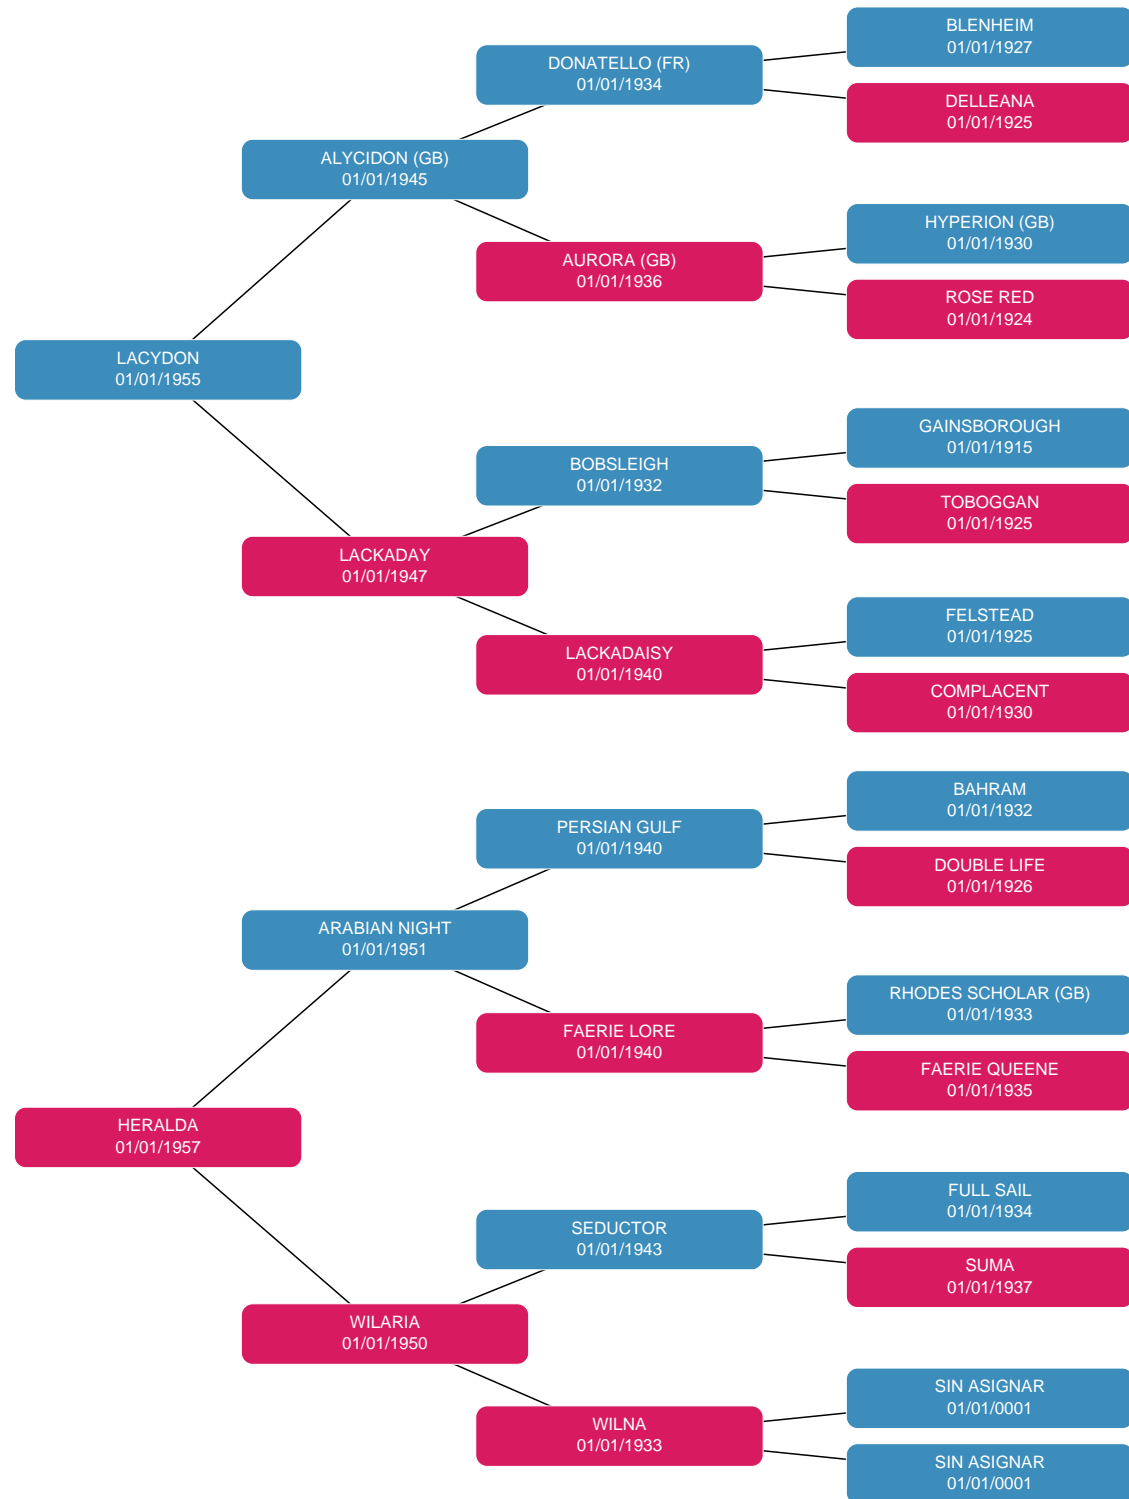 BLENHEIM
01/01/1927
DONATELLO (FR)
01/01/1934
DELLEANA
01/01/1925
ALYCIDON (GB)
01/01/1945
HYPERION (GB)
01/01/1930
AURORA (GB)
01/01/1936
ROSE RED
01/01/1924
LACYDON
01/01/1955
GAINSBOROUGH
01/01/1915
BOBSLEIGH
01/01/1932
TOBOGGAN
01/01/1925
LACKADAY
01/01/1947
FELSTEAD
01/01/1925
LACKADAISY
01/01/1940
COMPLACENT
01/01/1930
BAHRAM
01/01/1932
PERSIAN GULF
01/01/1940
DOUBLE LIFE
01/01/1926
ARABIAN NIGHT
01/01/1951
RHODES SCHOLAR (GB)
01/01/1933
FAERIE LORE
01/01/1940
FAERIE QUEENE
01/01/1935
HERALDA
01/01/1957
FULL SAIL
01/01/1934
SEDUCTOR
01/01/1943
SUMA
01/01/1937
WILARIA
01/01/1950
SIN ASIGNAR
01/01/0001
WILNA
01/01/1933
SIN ASIGNAR
01/01/0001